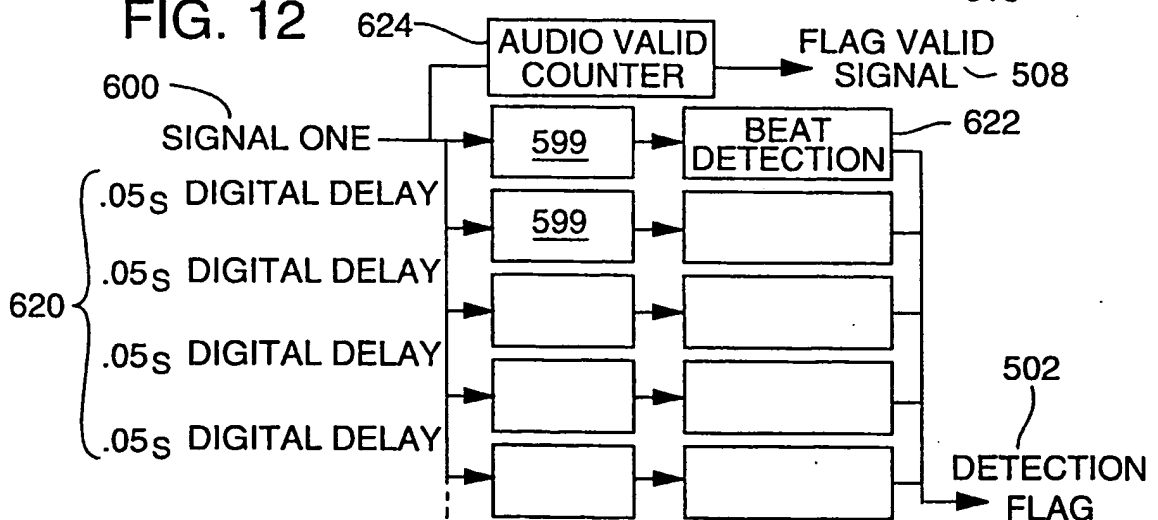 FIG. 12
624
AUDIO VALID
COUNTER
FLAG VALID
SIGNAL
508
600
SIGNAL ONE
599
BEAT
DETECTION
622
.05s DIGITAL DELAY
599
.05s DIGITAL DELAY
620
.05s DIGITAL DELAY
502
.05s DIGITAL DELAY
DETECTION
FLAG